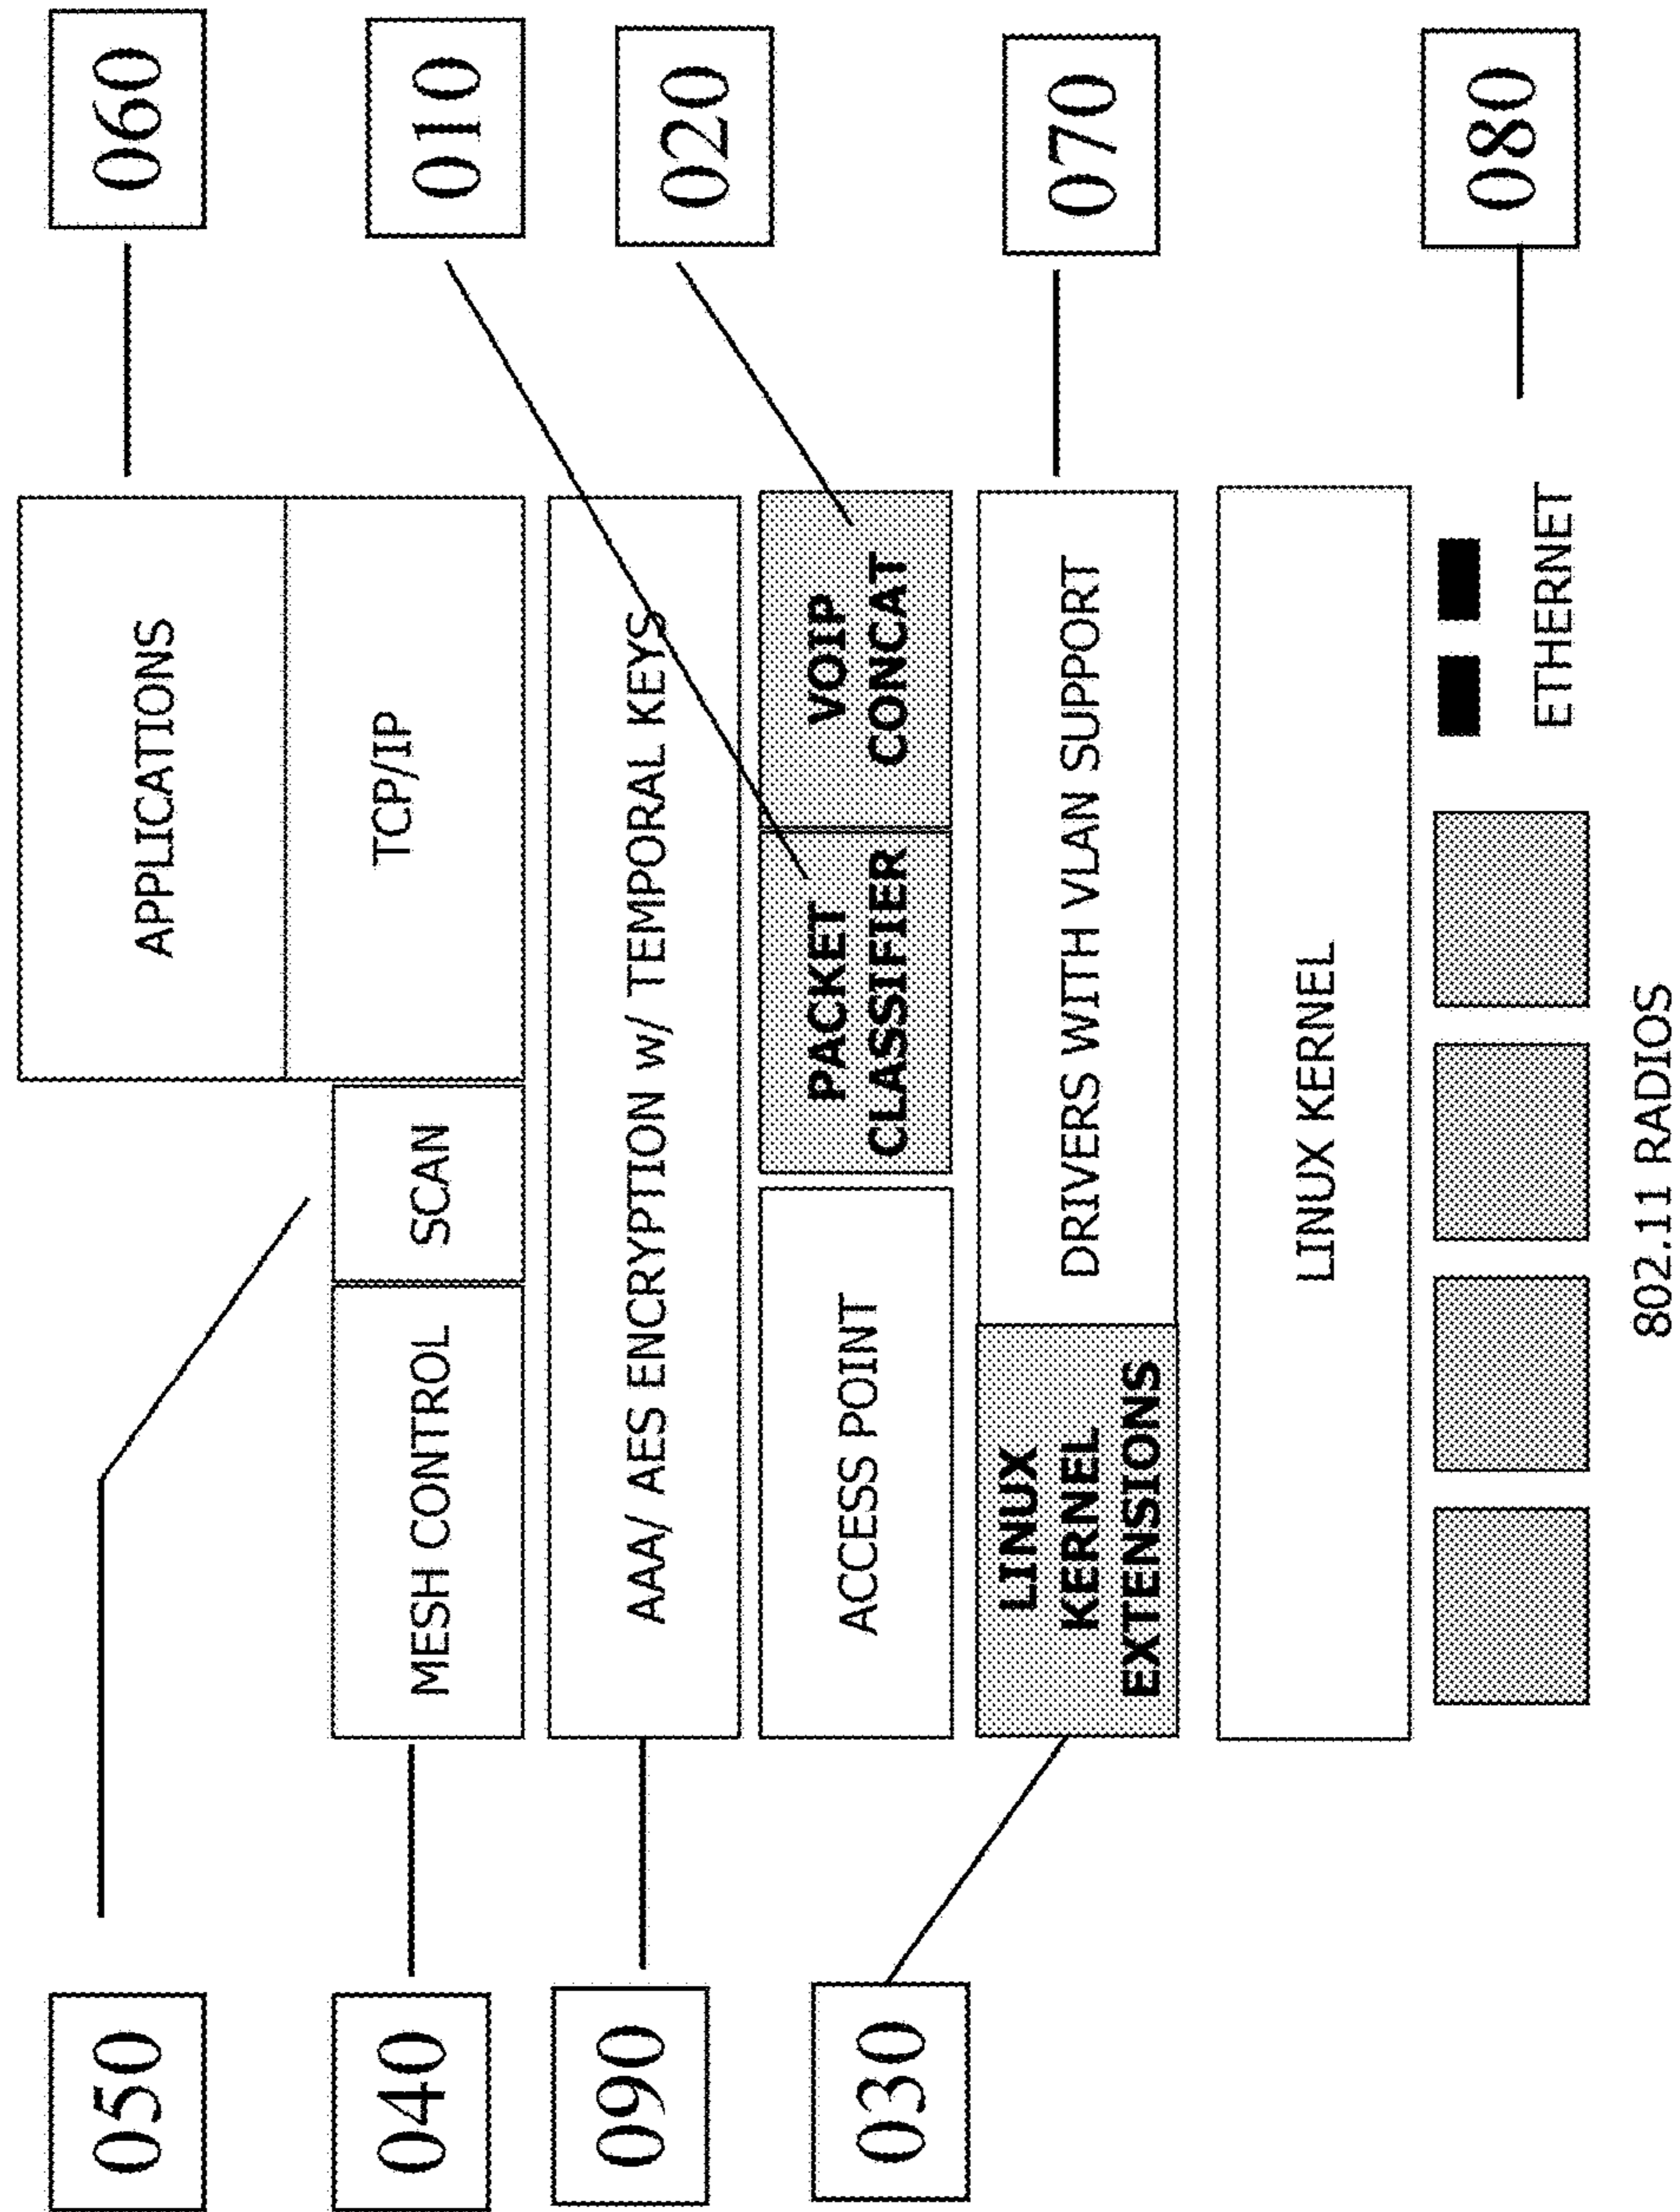 050
APPLICATIONS
060
TCP/IP
010
040
MESH CONTROL
SCAN
090
AAA/ AES ENCRYPTION w/ TEMPORAL KEYS
020
030
ACCESS POINT
PACKET
CLASSIFIER
VOIP
CONCAT
LINUX
KERNEL
EXTENSIONS
DRIVERS WITH VLAN SUPPORT
070
LINUX KERNEL
080
ETHERNET
802.11 RADIOS